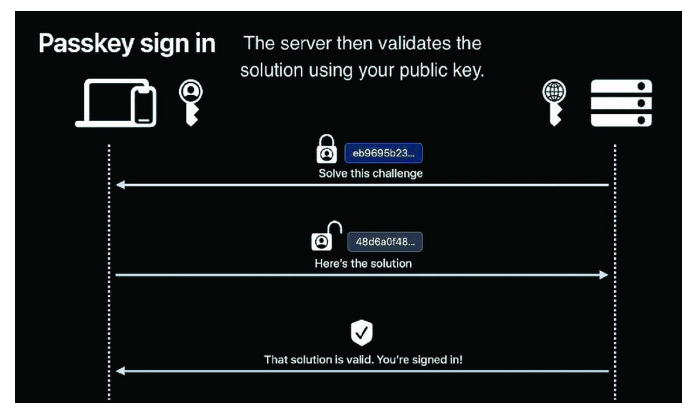 Passkey sign in
The server then validates the
solution using your public key.
eb9695b23...
Solve this challenge
48d6a0f48...
Here's the solution
That solution is valid. You're signed in!